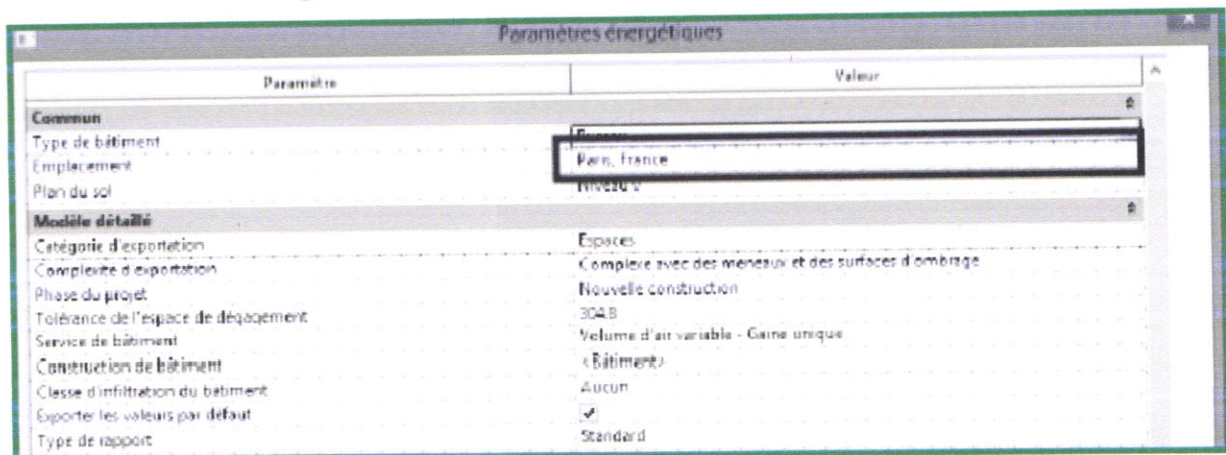 Paramètres énergétiques
Paramètre Valeur
Commun
Type de bâtiment Bureau
Emplacement Paris, France
Plan du sol Niveau 0
Modèle détaillé
Catégorie d'exportation Espaces
Complexité d'exportation Complexe avec des meneaux et des surfaces d'ombrage
Phase du projet Nouvelle construction
Tolérance de l'espace de dégagement 304.8
Service de bâtiment Volume d'air variable - Gaine unique
Construction de bâtiment <Bâtiment>
Classe d'infiltration du bâtiment Aucun
Exporter les valeurs par défaut
Type de rapport Standard